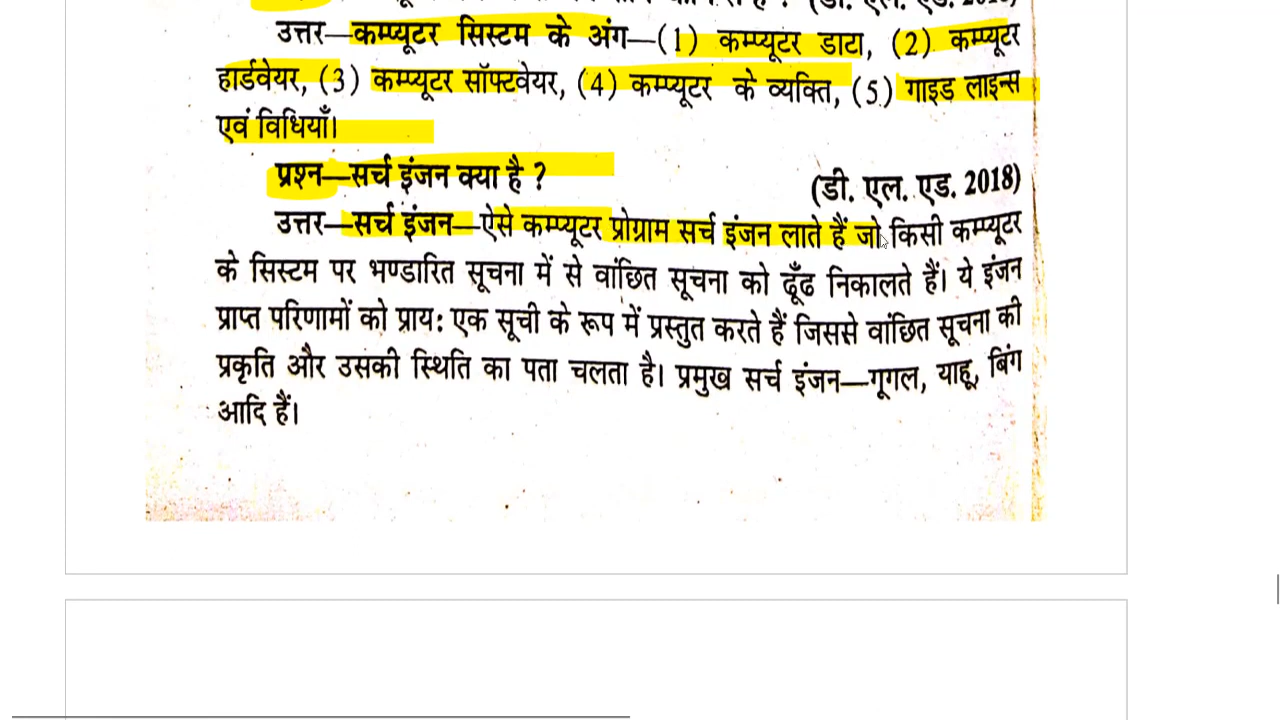 उत्तर—कम्प्यूटर सिस्टम के अंग—(1) कम्प्यूटर डाटा, (2) कम्प्यूटर
हार्डवेयर, (3) कम्प्यूटर सॉफ्टवेयर, (4) कम्प्यूटर के व्यक्ति, (5) गाइड लाइन्स
एवं विधियाँ।
प्रश्न—सर्च इंजन क्या है ?
(डी. एल. एड. 2018)
उत्तर—सर्च इंजन—ऐसे कम्प्यूटर प्रोग्राम सर्च इंजन लाते हैं जो किसी कम्प्यूटर
के सिस्टम पर भण्डारित सूचना में से वांछित सूचना को ढूँढ निकालते हैं। ये इंजन
प्राप्त परिणामों को प्राय: एक सूची के रूप में प्रस्तुत करते हैं जिससे वांछित सूचना की
प्रकृति और उसकी स्थिति का पता चलता है। प्रमुख सर्च इंजन—गूगल, याहू, बिंग
आदि हैं।